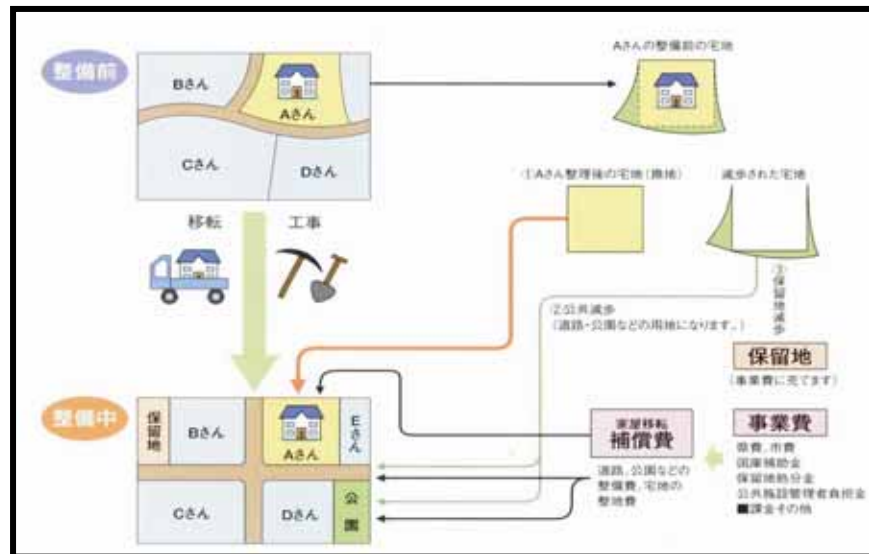 整備前
Bさん
Aさん
Cさん
Dさん
Aさんの整備前の宅地
移転
工事
①Aさん整理後の宅地(換地)
減歩された宅地
②公共減歩
(道路・公園などの用地になります。)
③保留地減歩
保留地
(事業費に充てます)
整備中
保留地
Bさん
Aさん
Eさん
Cさん
Dさん
公園
家屋移転
補償費
道路、公園などの
整備費、宅地の
整地費
事業費
県費、市費
国庫補助金
保留地処分金
公共施設管理者負担金
■課金その他